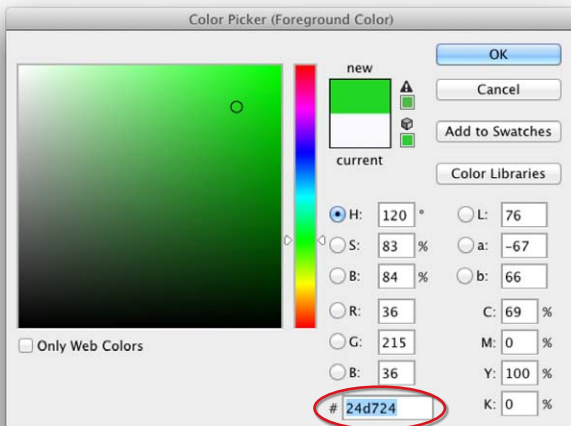 Color Picker (Foreground Color)
new
current
OK
Cancel
Add to Swatches
Color Libraries
H: 120 °
S: 83 %
B: 84 %
R: 36
G: 215
B: 36
# 24d724
L: 76
a: -67
b: 66
C: 69 %
M: 0 %
Y: 100 %
K: 0 %
Only Web Colors